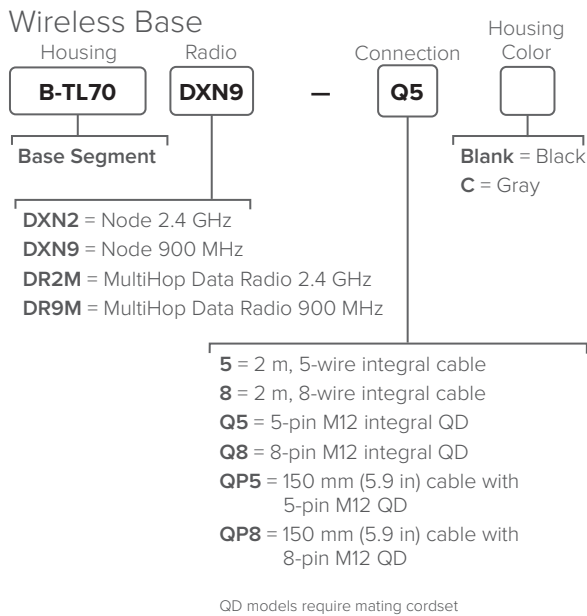 Wireless Base
Housing Radio Connection Housing Color
B-TL70 DXN9 – Q5
Base Segment
Blank = Black
C = Gray
DXN2 = Node 2.4 GHz
DXN9 = Node 900 MHz
DR2M = MultiHop Data Radio 2.4 GHz
DR9M = MultiHop Data Radio 900 MHz
5 = 2 m, 5-wire integral cable
8 = 2 m, 8-wire integral cable
Q5 = 5-pin M12 integral QD
Q8 = 8-pin M12 integral QD
QP5 = 150 mm (5.9 in) cable with
5-pin M12 QD
QP8 = 150 mm (5.9 in) cable with
8-pin M12 QD
QD models require mating cordset